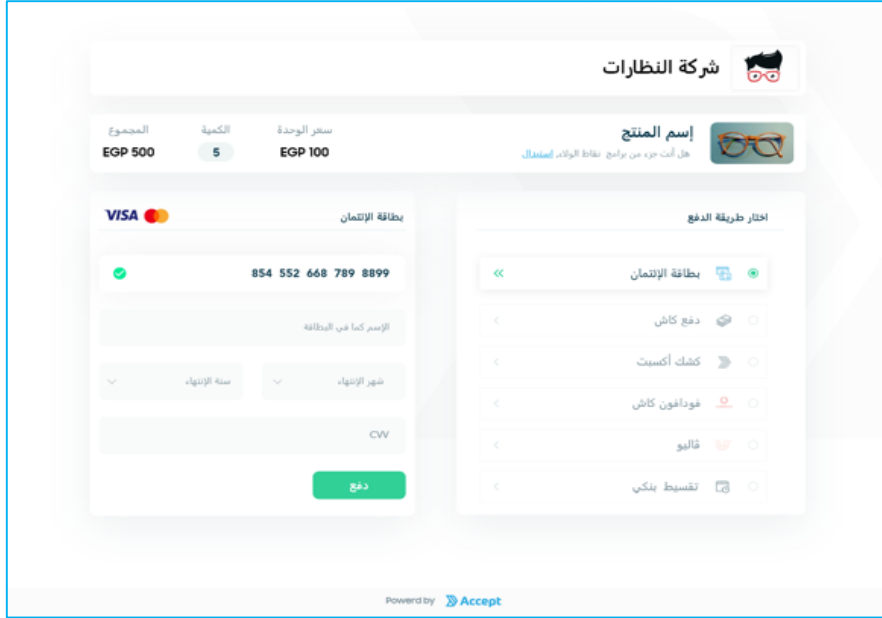 شركة النظارات
إسم المنتج
هل أنت جزء من برامج نقاط الولاء, إستبدال
سعر الوحدة
EGP 100
الكمية
5
المجموع
EGP 500
اختار طريقة الدفع
بطاقة الإئتمان
دفع كاش
كشك أكسبت
فودافون كاش
ڤاليو
تقسيط بنكي
بطاقة الإئتمان
VISA
854 552 668 789 8899
الإسم كما في البطاقة
شهر الإنتهاء
سنة الإنتهاء
CVV
دفع
Powerd by Accept